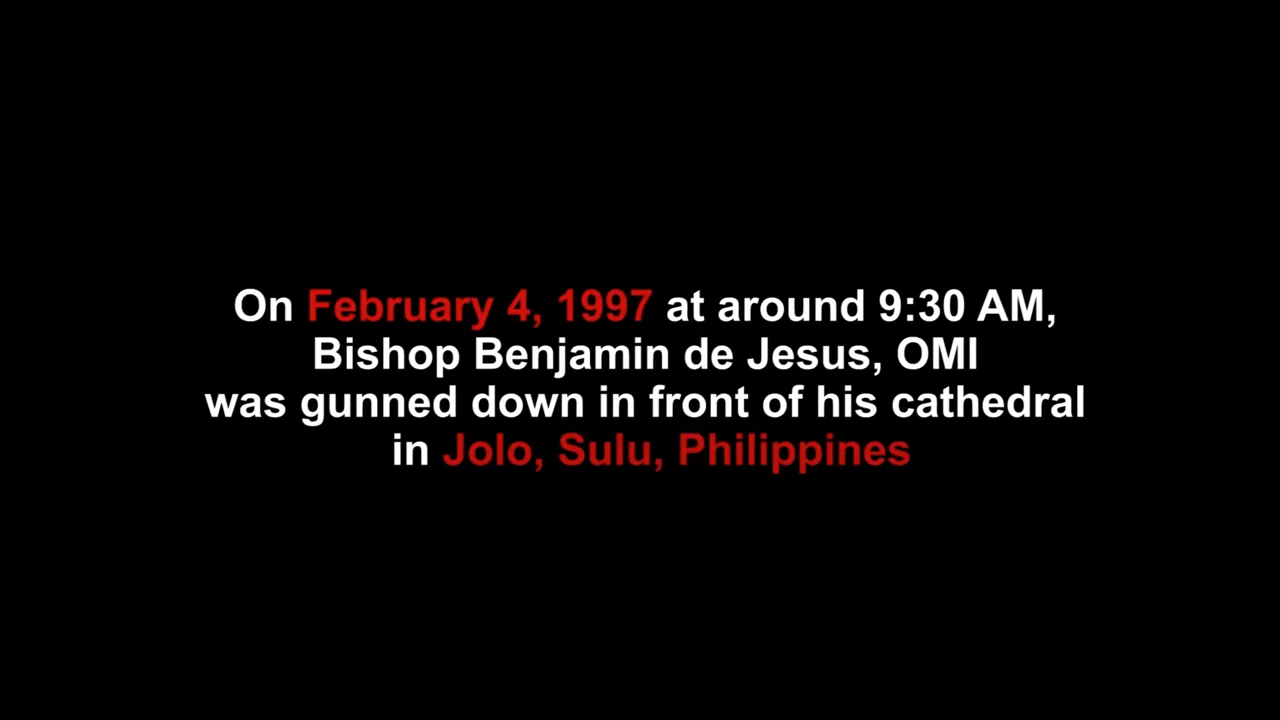 On February 4, 1997 at around 9:30 AM,
Bishop Benjamin de Jesus, OMI
was gunned down in front of his cathedral
in Jolo, Sulu, Philippines